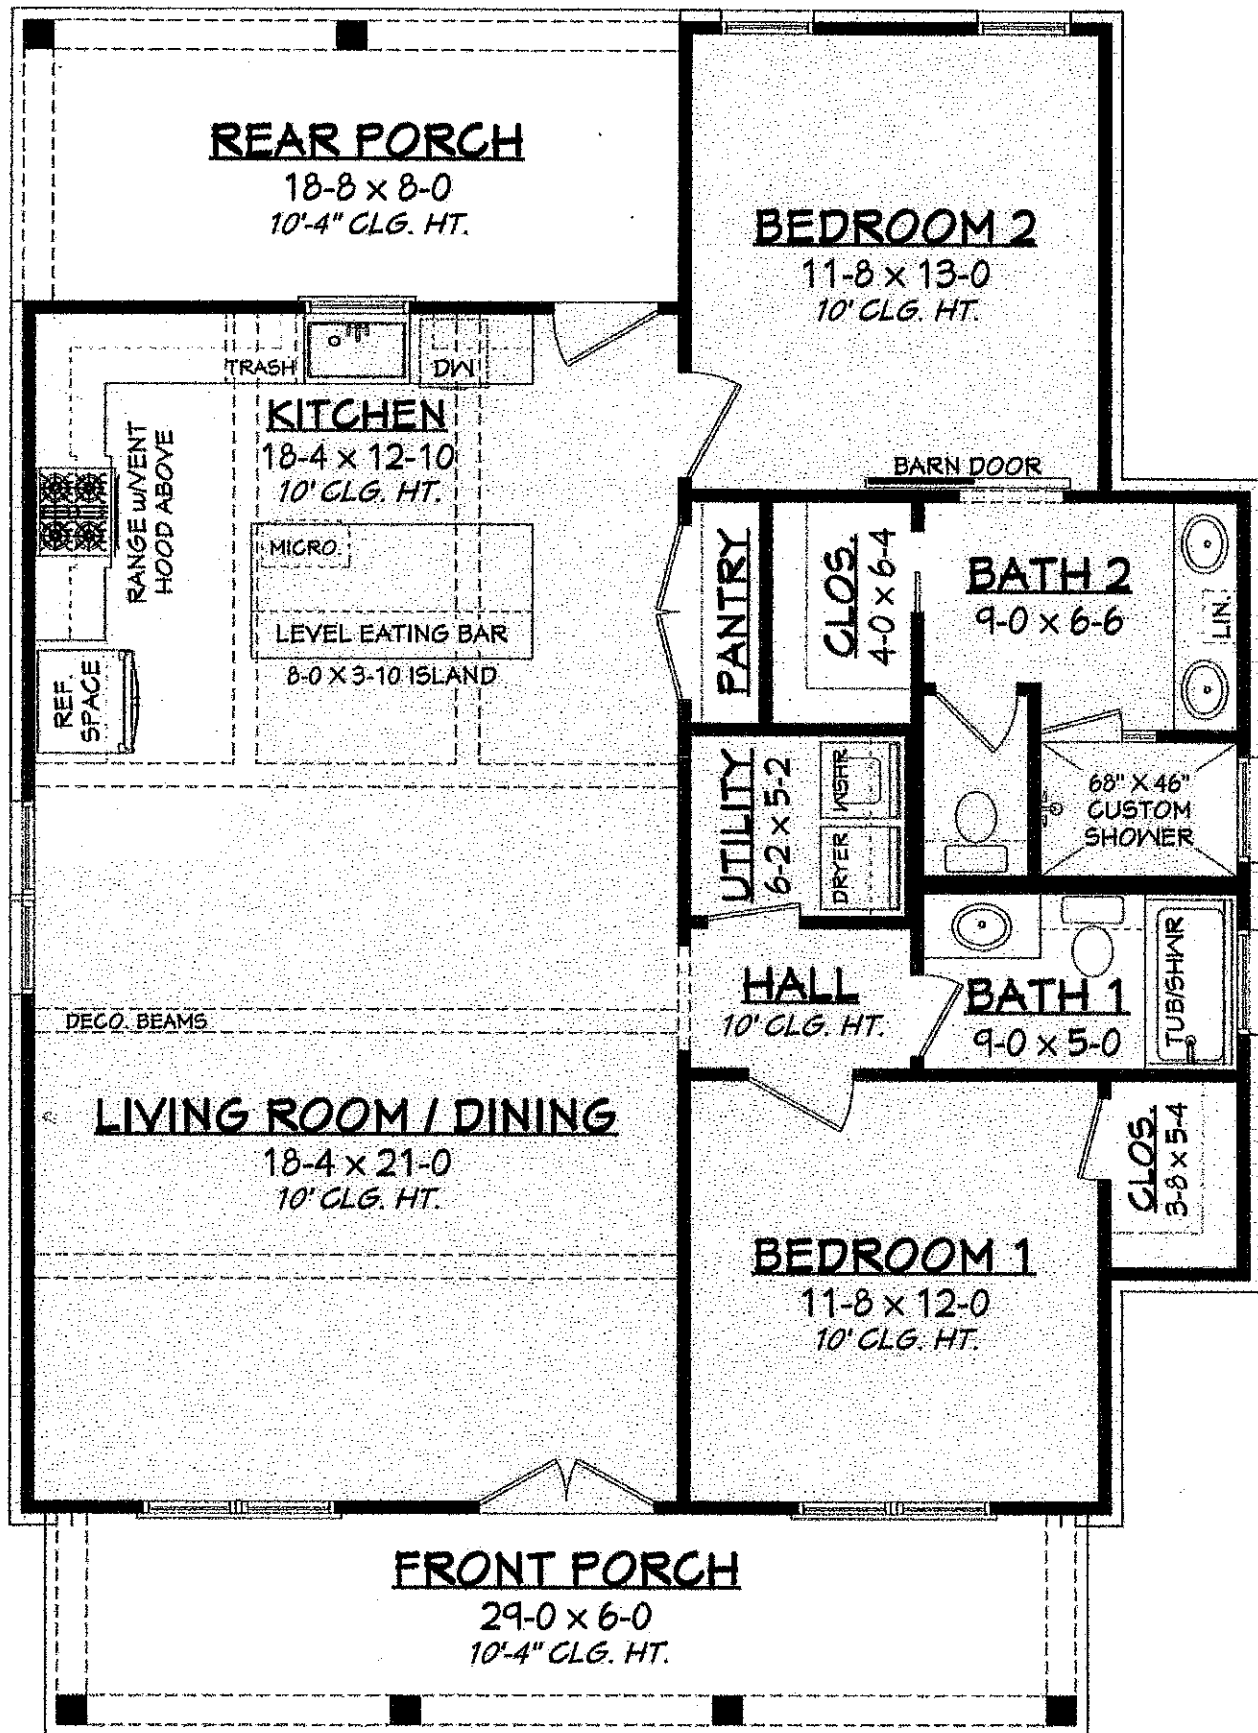 REAR PORCH
18-8 x 8-0
10'-4" CLG. HT.
BEDROOM 2
11-8 x 13-0
10' CLG. HT.
TRASH
DW
KITCHEN
18-4 x 12-10
10' CLG. HT.
RANGE w/VENT
HOOD ABOVE
BARN DOOR
MICRO.
LEVEL EATING BAR
8-0 X 3-10 ISLAND
REF.
SPACE
PANTRY
CLOS.
4-0 x 6-4
BATH 2
9-0 x 6-6
LIN.
UTILITY
6-2 x 5-2
WSHR
DRYER
68" X 46"
CUSTOM
SHOWER
HALL
10' CLG. HT.
BATH 1
9-0 x 5-0
TUB/SHWR
DECO. BEAMS
LIVING ROOM / DINING
18-4 x 21-0
10' CLG. HT.
CLOS.
3-8 x 5-4
BEDROOM 1
11-8 x 12-0
10' CLG. HT.
FRONT PORCH
29-0 x 6-0
10'-4" CLG. HT.